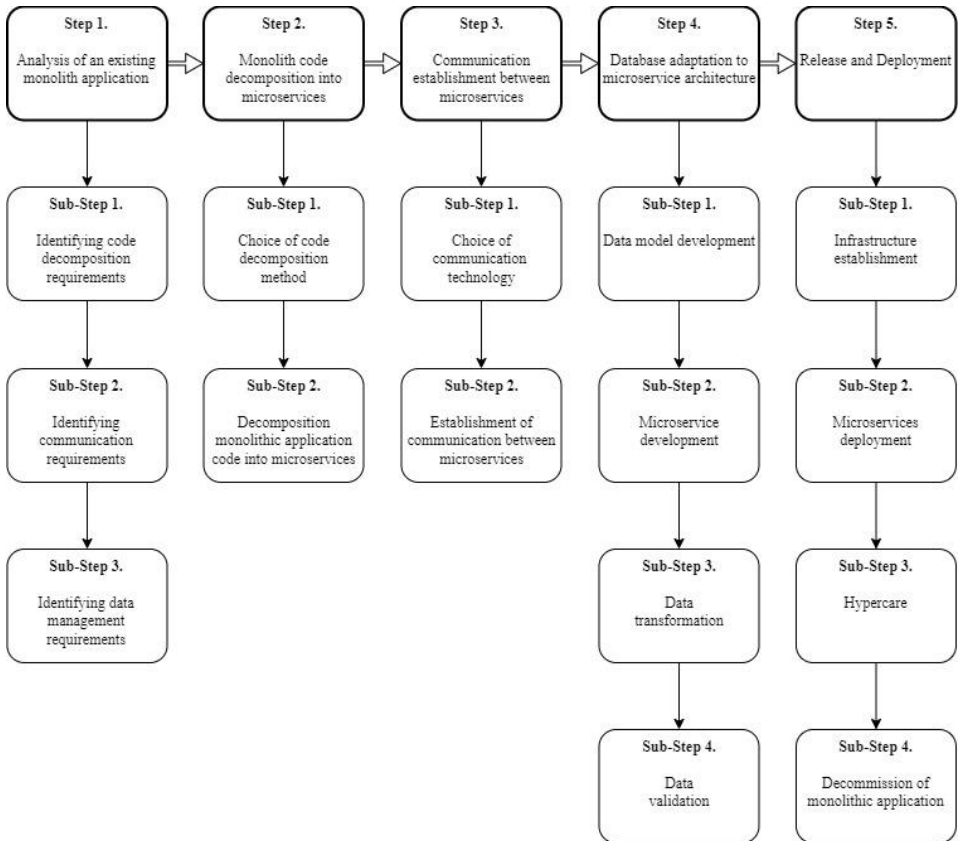 Step 1.
Analysis of an existing
monolith application
Step 2.
Monolith code
decomposition into
microservices
Step 3.
Communication
establishment between
microservices
Step 4.
Database adaptation to
microservice architecture
Step 5.
Release and Deployment
Sub-Step 1.
Identifying code
decomposition
requirements
Sub-Step 1.
Choice of code
decomposition
method
Sub-Step 1.
Choice of
communication
technology
Sub-Step 1.
Data model development
Sub-Step 1.
Infrastructure
establishment
Sub-Step 2.
Identifying
communication
requirements
Sub-Step 2.
Decomposition
monolithic application
code into microservices
Sub-Step 2.
Establishment of
communication between
microservices
Sub-Step 2.
Microservice
development
Sub-Step 2.
Microservices
deployment
Sub-Step 3.
Identifying data
management
requirements
Sub-Step 3.
Data
transformation
Sub-Step 3.
Hypercare
Sub-Step 4.
Data
validation
Sub-Step 4.
Decommission of
monolithic application